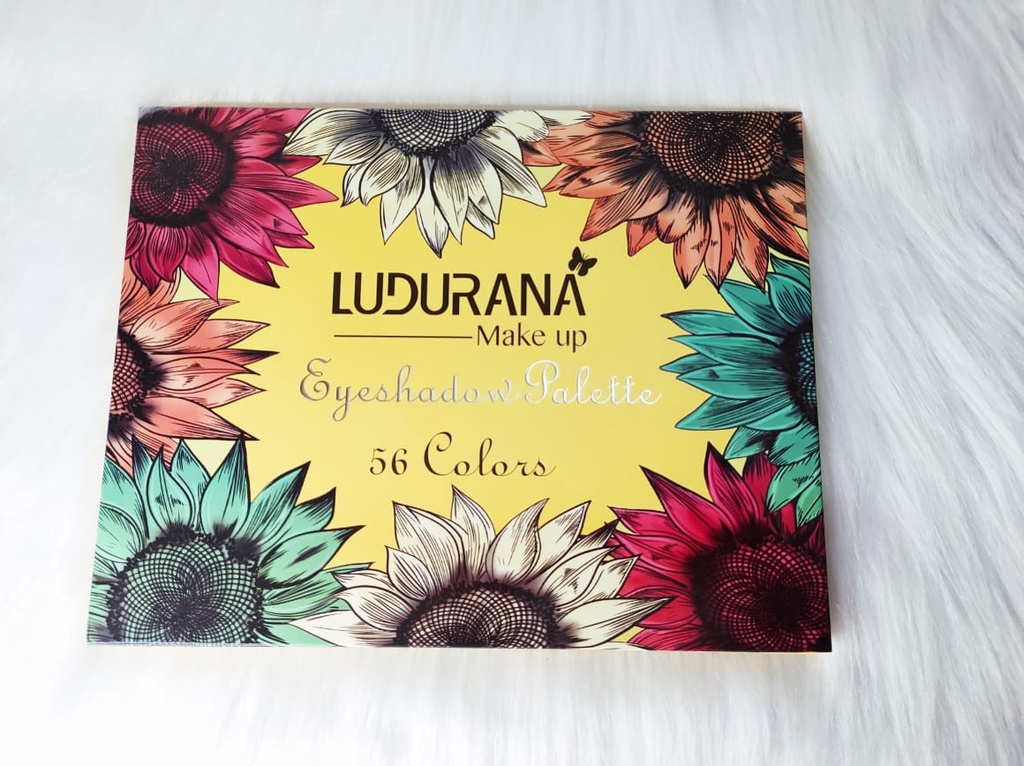 LUDURANA
Make up
Eyeshadow Palette
56 Colors